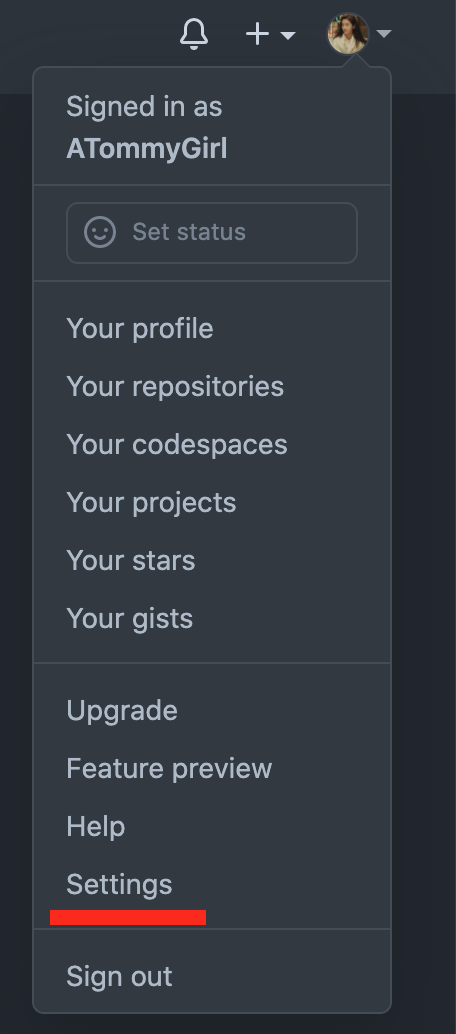 Signed in as
ATommyGirl
Set status
Your profile
Your repositories
Your codespaces
Your projects
Your stars
Your gists
Upgrade
Feature preview
Help
Settings
Sign out